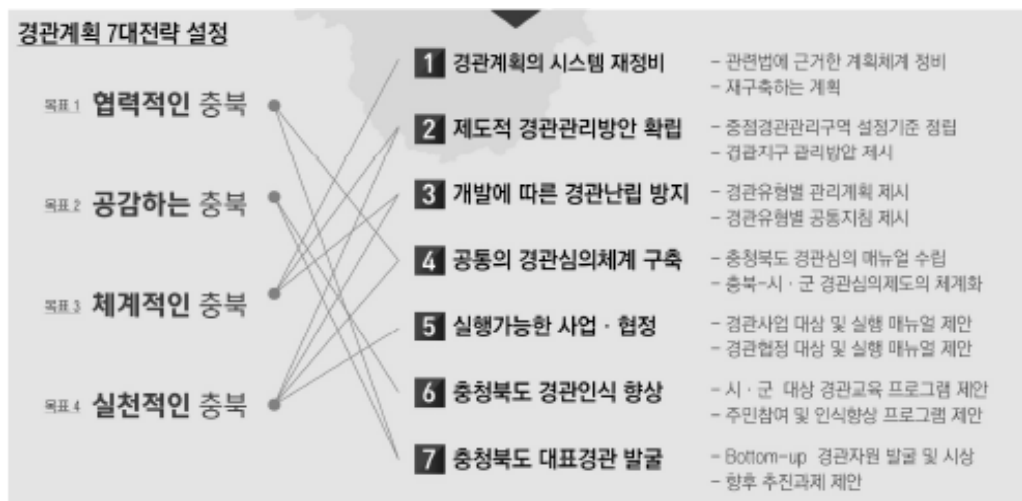 경관계획 7대전략 설정
목표 1 협력적인 충북
목표 2 공감하는 충북
목표 3 체계적인 충북
목표 4 실천적인 충북
1 경관계획의 시스템 재정비
- 관련법에 근거한 계획체계 정비
- 재구축하는 계획
2 제도적 경관관리방안 확립
- 중점경관관리구역 설정기준 정립
- 경관지구 관리방안 제시
3 개발에 따른 경관난립 방지
- 경관유형별 관리계획 제시
- 경관유형별 공통지침 제시
4 공통의 경관심의체계 구축
- 충청북도 경관심의 매뉴얼 수립
- 충북-시 · 군 경관심의제도의 체계화
5 실행가능한 사업 · 협정
- 경관사업 대상 및 실행 매뉴얼 제안
- 경관협정 대상 및 실행 매뉴얼 제안
6 충청북도 경관인식 향상
- 시 · 군 대상 경관교육 프로그램 제안
- 주민참여 및 인식향상 프로그램 제안
7 충청북도 대표경관 발굴
- Bottom-up 경관자원 발굴 및 시상
- 향후 추진과제 제안